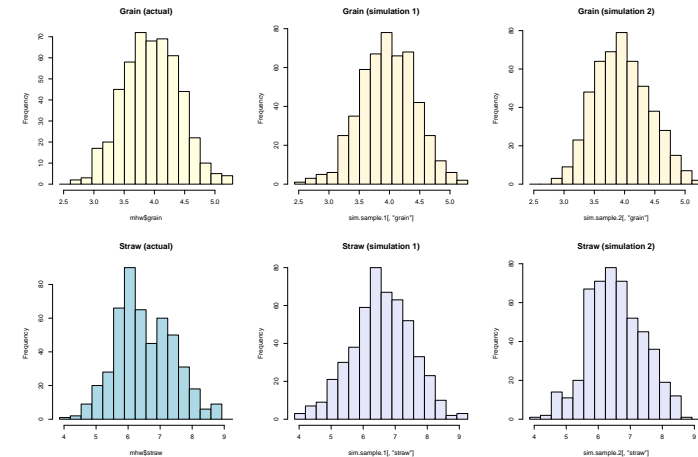 Grain (actual)
Grain (simulation 1)
Grain (simulation 2)
Frequency
0 10 20 30 40 50 60 70
2.5 3.0 3.5 4.0 4.5 5.0
mhw$grain
Frequency
0 20 40 60 80
2.5 3.0 3.5 4.0 4.5 5.0
sim.sample.1[, "grain"]
Frequency
0 20 40 60 80
2.5 3.0 3.5 4.0 4.5 5.0
sim.sample.2[, "grain"]
Straw (actual)
Straw (simulation 1)
Straw (simulation 2)
Frequency
0 20 40 60 80
4 5 6 7 8 9
mhw$straw
Frequency
0 20 40 60 80
4 5 6 7 8 9
sim.sample.1[, "straw"]
Frequency
0 20 40 60 80
4 5 6 7 8 9
sim.sample.2[, "straw"]